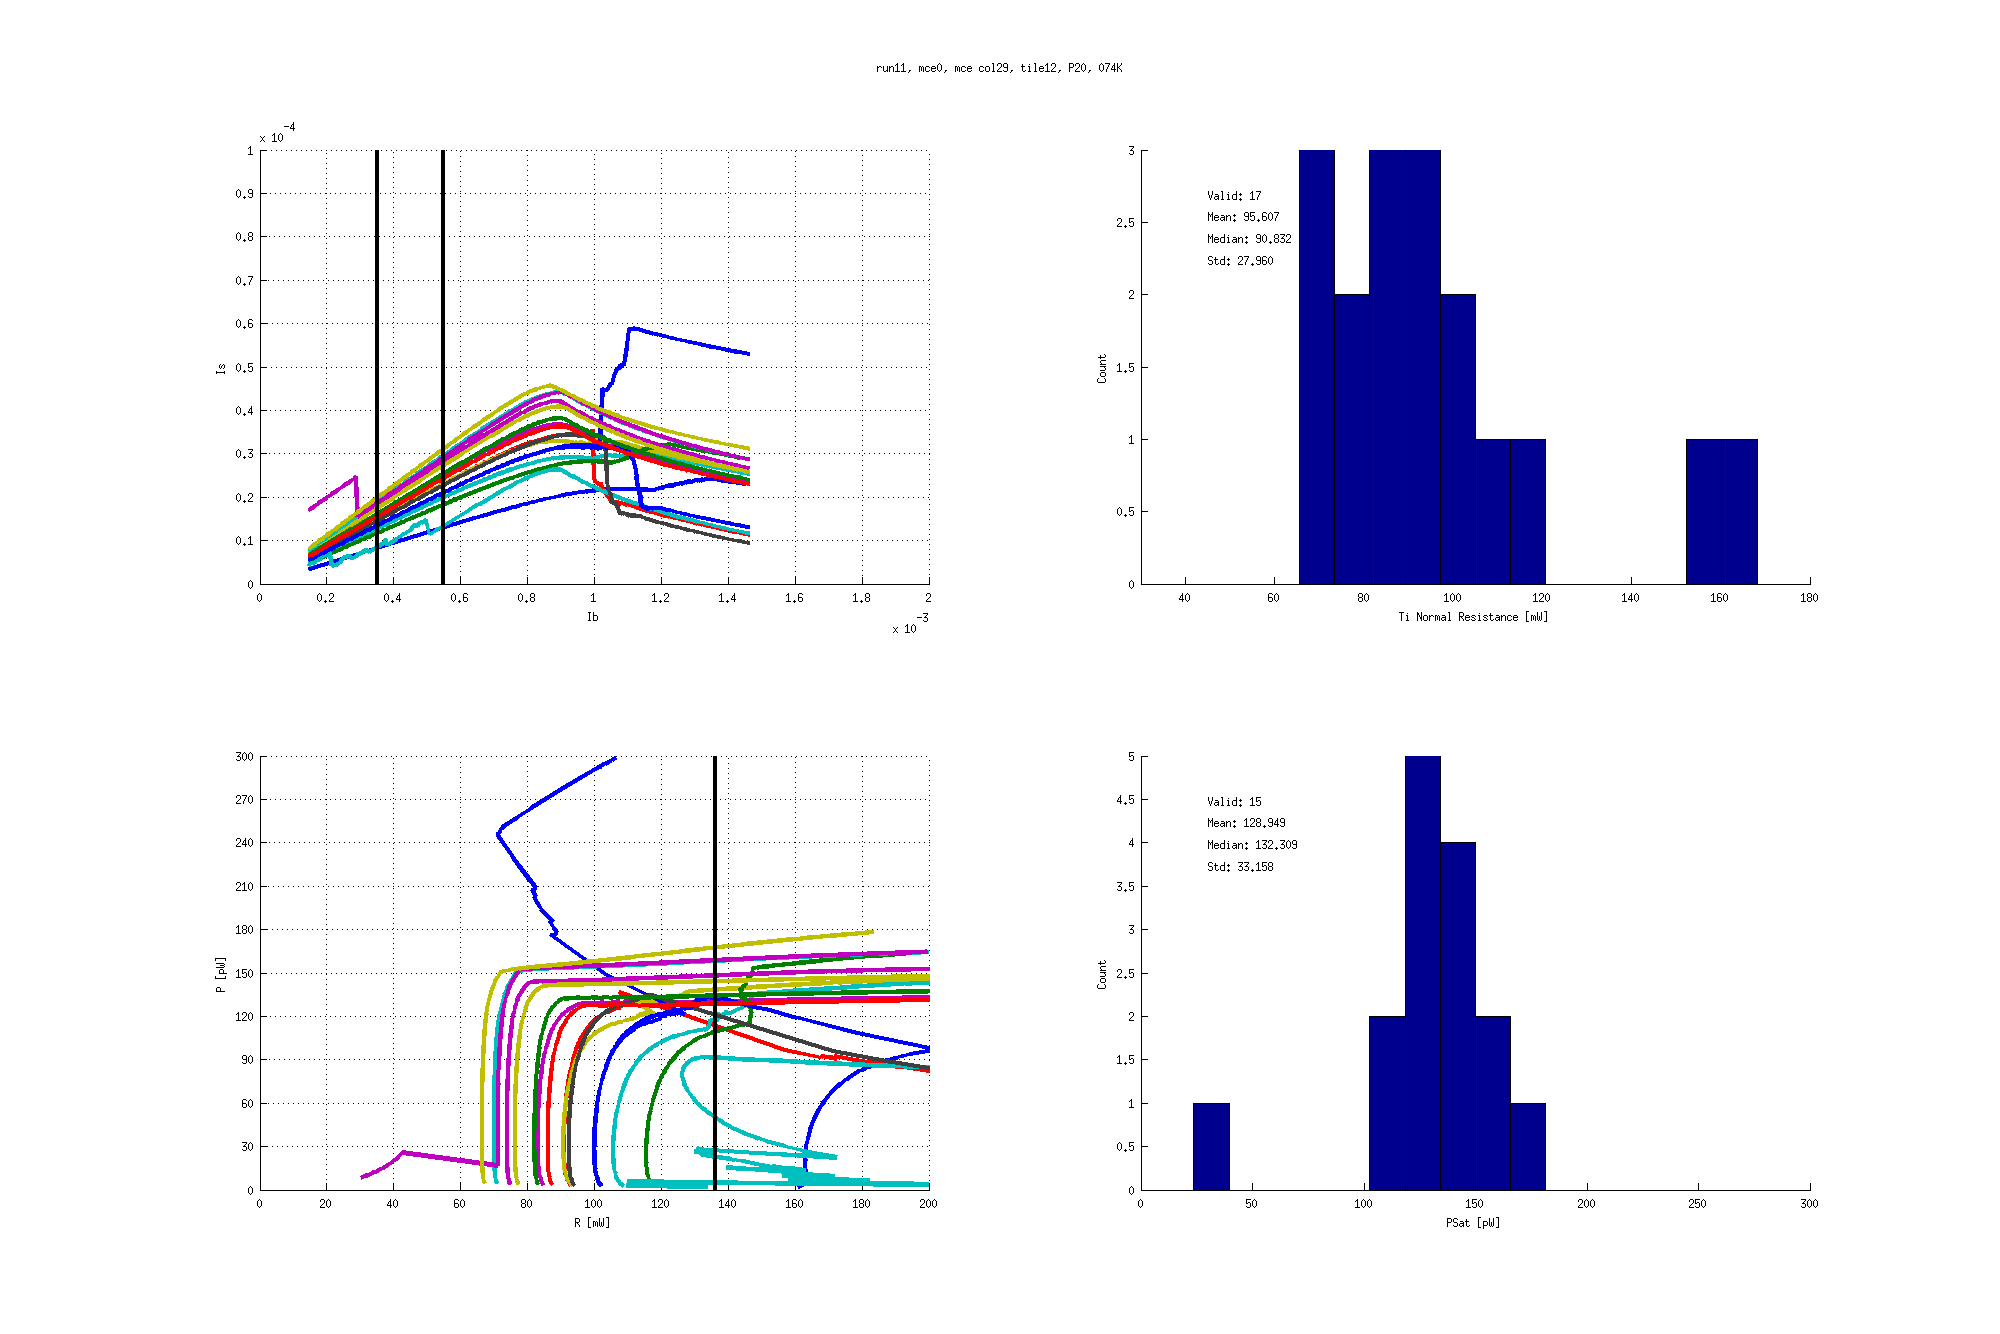 run11, mce0, mce col29, tile12, P20, 074K
x 10 -4
1
0.9
0.8
0.7
0.6
0.5
0.4
0.3
0.2
0.1
0
Is
0 0.2 0.4 0.6 0.8 1 1.2 1.4 1.6 1.8 2
Ib
x 10 -3
3
2.5
2
1.5
1
0.5
0
Count
Valid: 17
Mean: 95.607
Median: 90.832
Std: 27.960
40 60 80 100 120 140 160 180
Ti Normal Resistance [mW]
300
270
240
210
180
150
120
90
60
30
0
P [pW]
0 20 40 60 80 100 120 140 160 180 200
R [mW]
5
4.5
4
3.5
3
2.5
2
1.5
1
0.5
0
Count
Valid: 15
Mean: 128.949
Median: 132.309
Std: 33.158
0 50 100 150 200 250 300
PSat [pW]